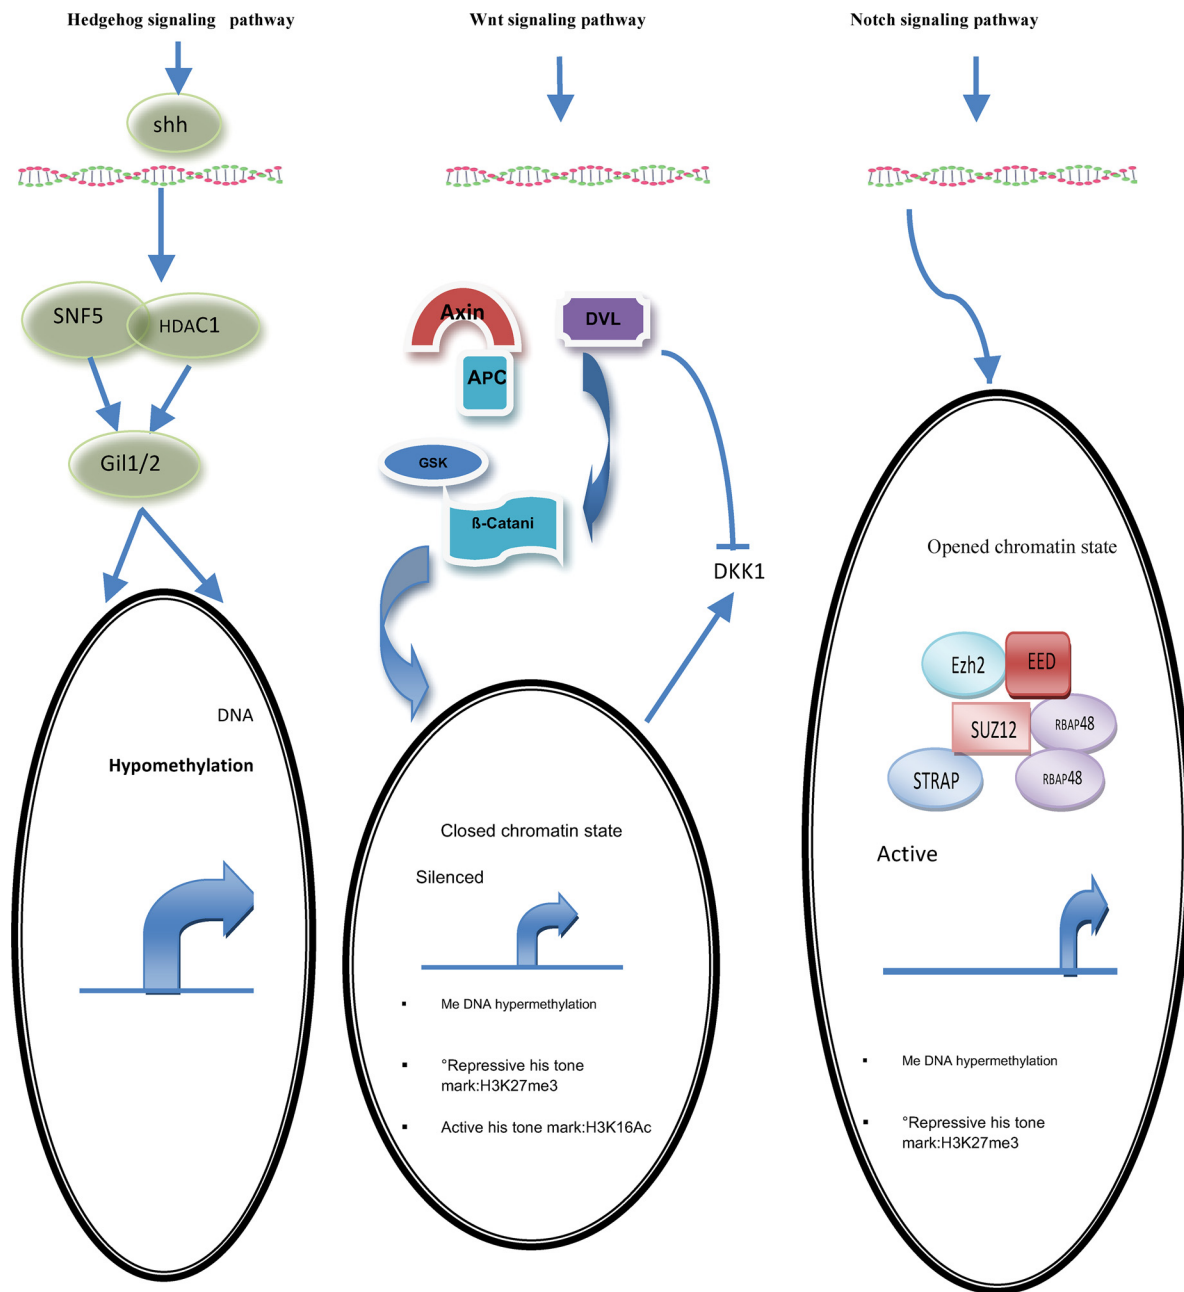 Hedgehog signaling pathway
Wnt signaling pathway
Notch signaling pathway
shh
SNF5
HDAC1
Gil1/2
DNA
Hypomethylation
Axin
APC
DVL
GSK
ß-Catani
DKK1
Closed chromatin state
Silenced
▪ Me DNA hypermethylation
▪ °Repressive his tone
mark:H3K27me3
▪ Active his tone mark:H3K16Ac
Opened chromatin state
Ezh2
EED
SUZ12
RBAP48
STRAP
RBAP48
Active
▪ Me DNA hypermethylation
▪ °Repressive his tone
mark:H3K27me3